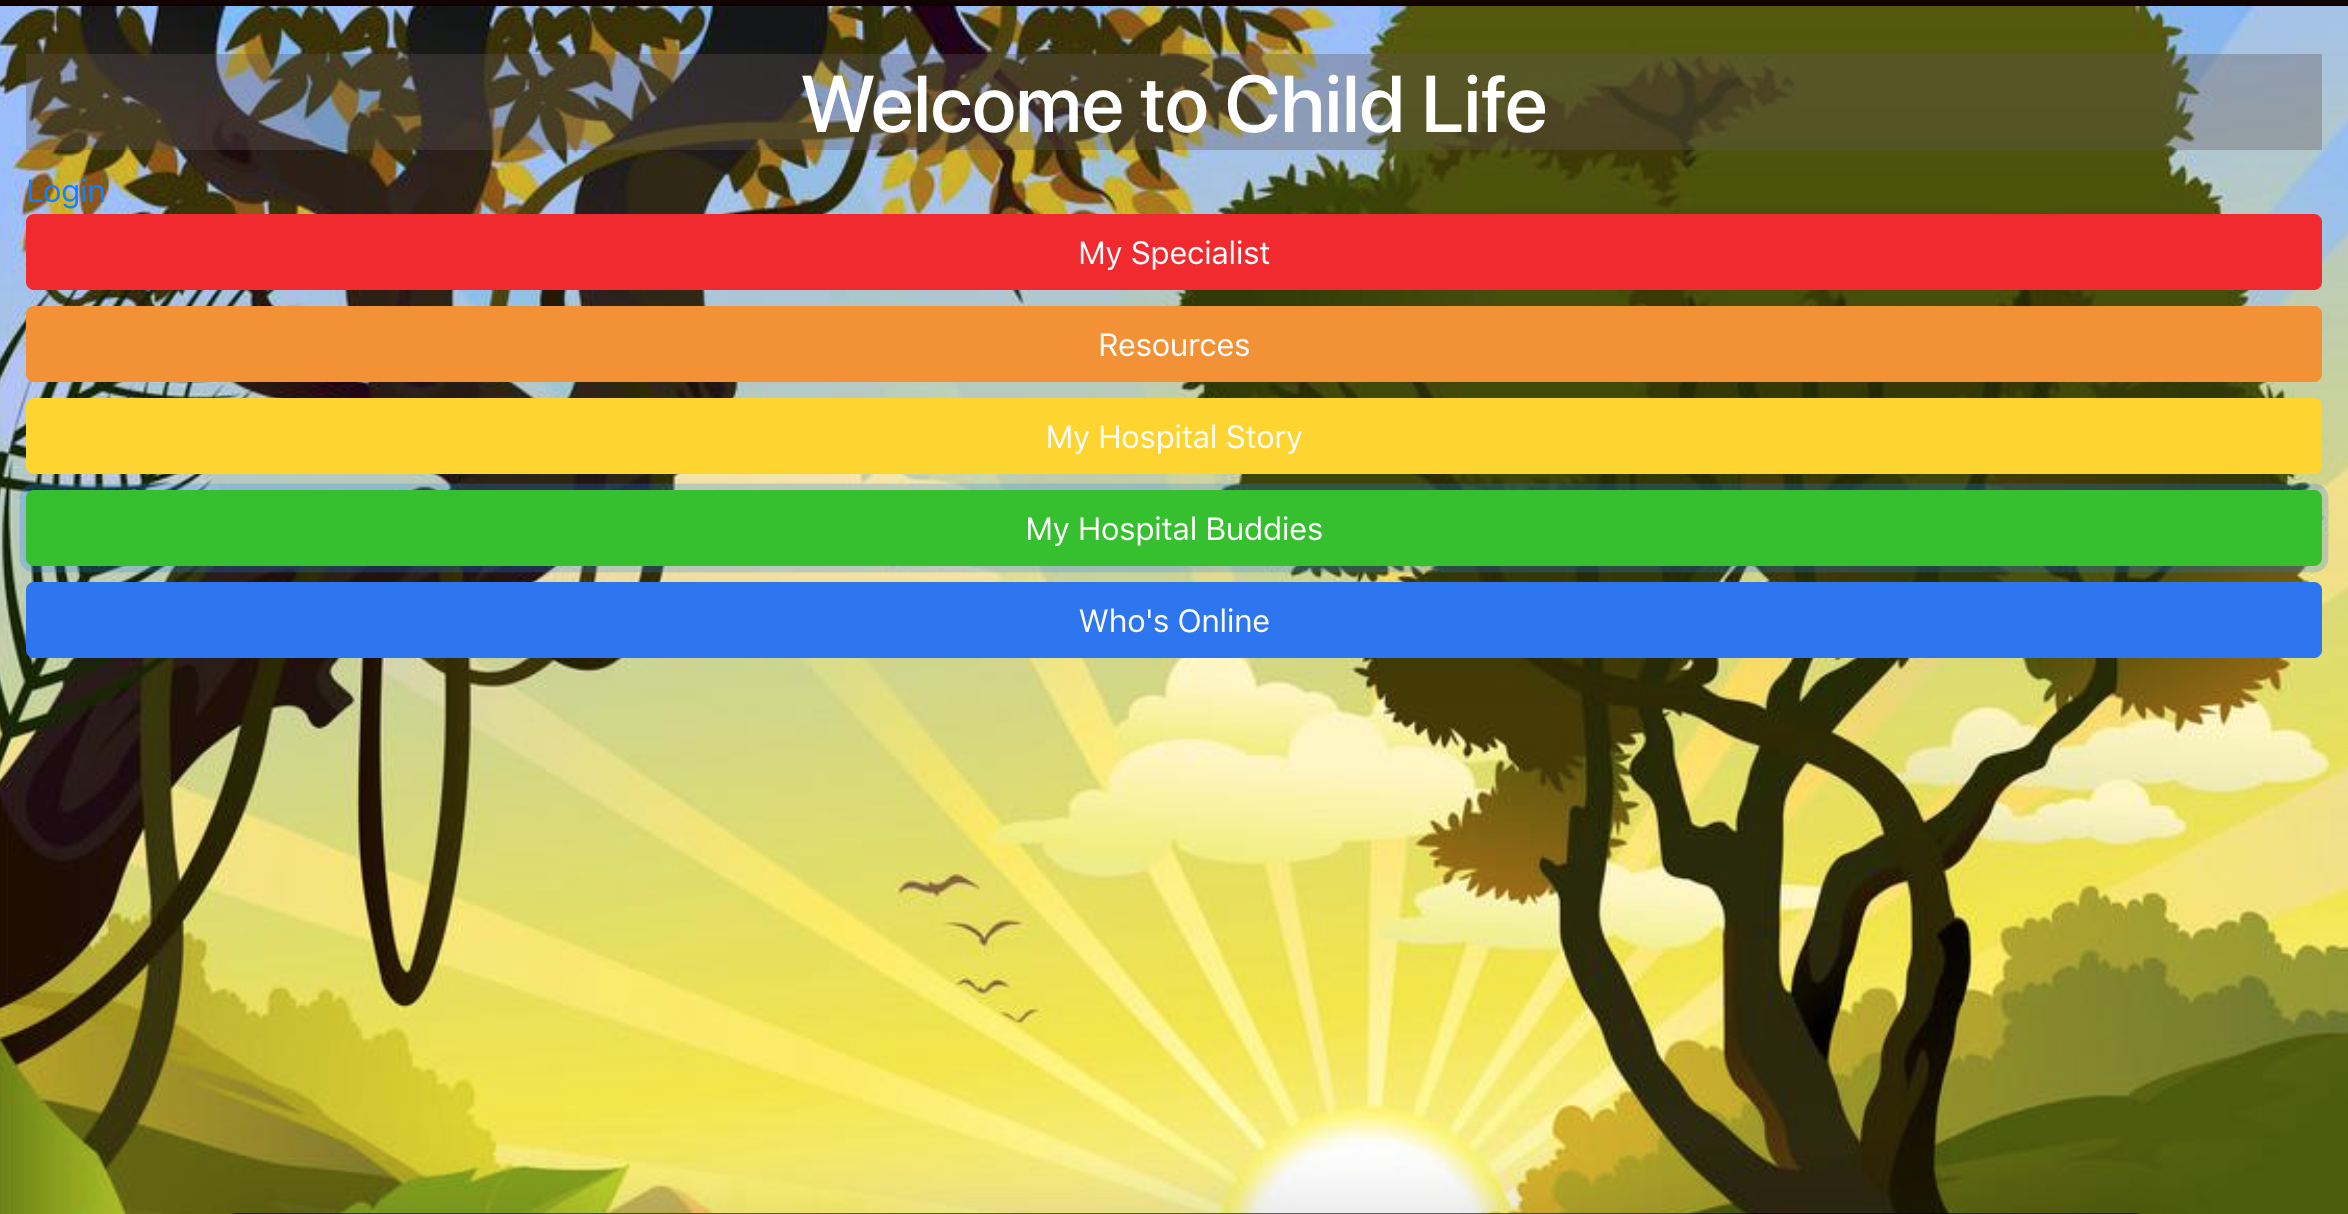 Welcome to Child Life
Login
My Specialist
Resources
My Hospital Story
My Hospital Buddies
Who's Online